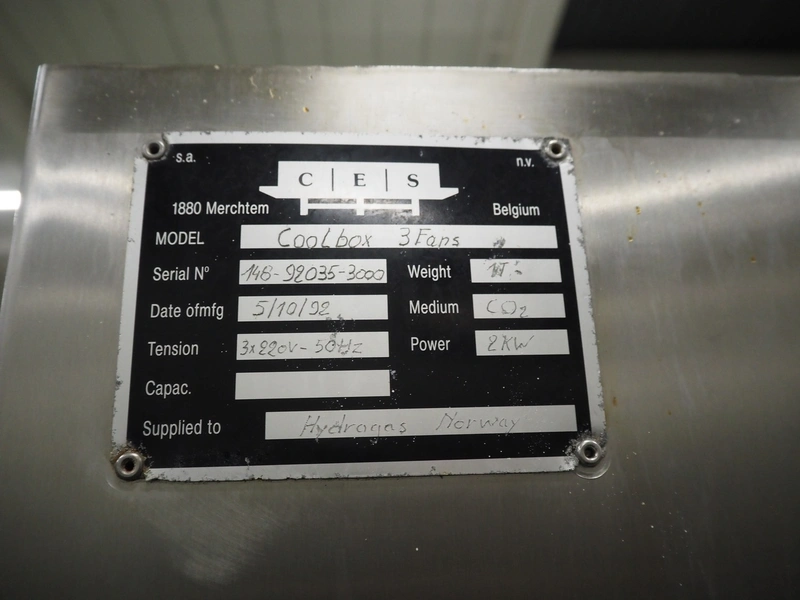 s.a. n.v.
C | E | S
1880 Merchtem Belgium
MODEL Coolbox 3Fans
Serial N° 148-92035-3000 Weight 1T.
Date ofmfg 5/10/92 Medium CO₂
Tension 3x220V-50Hz Power 2KW
Capac.
Supplied to Hydrogas Norway